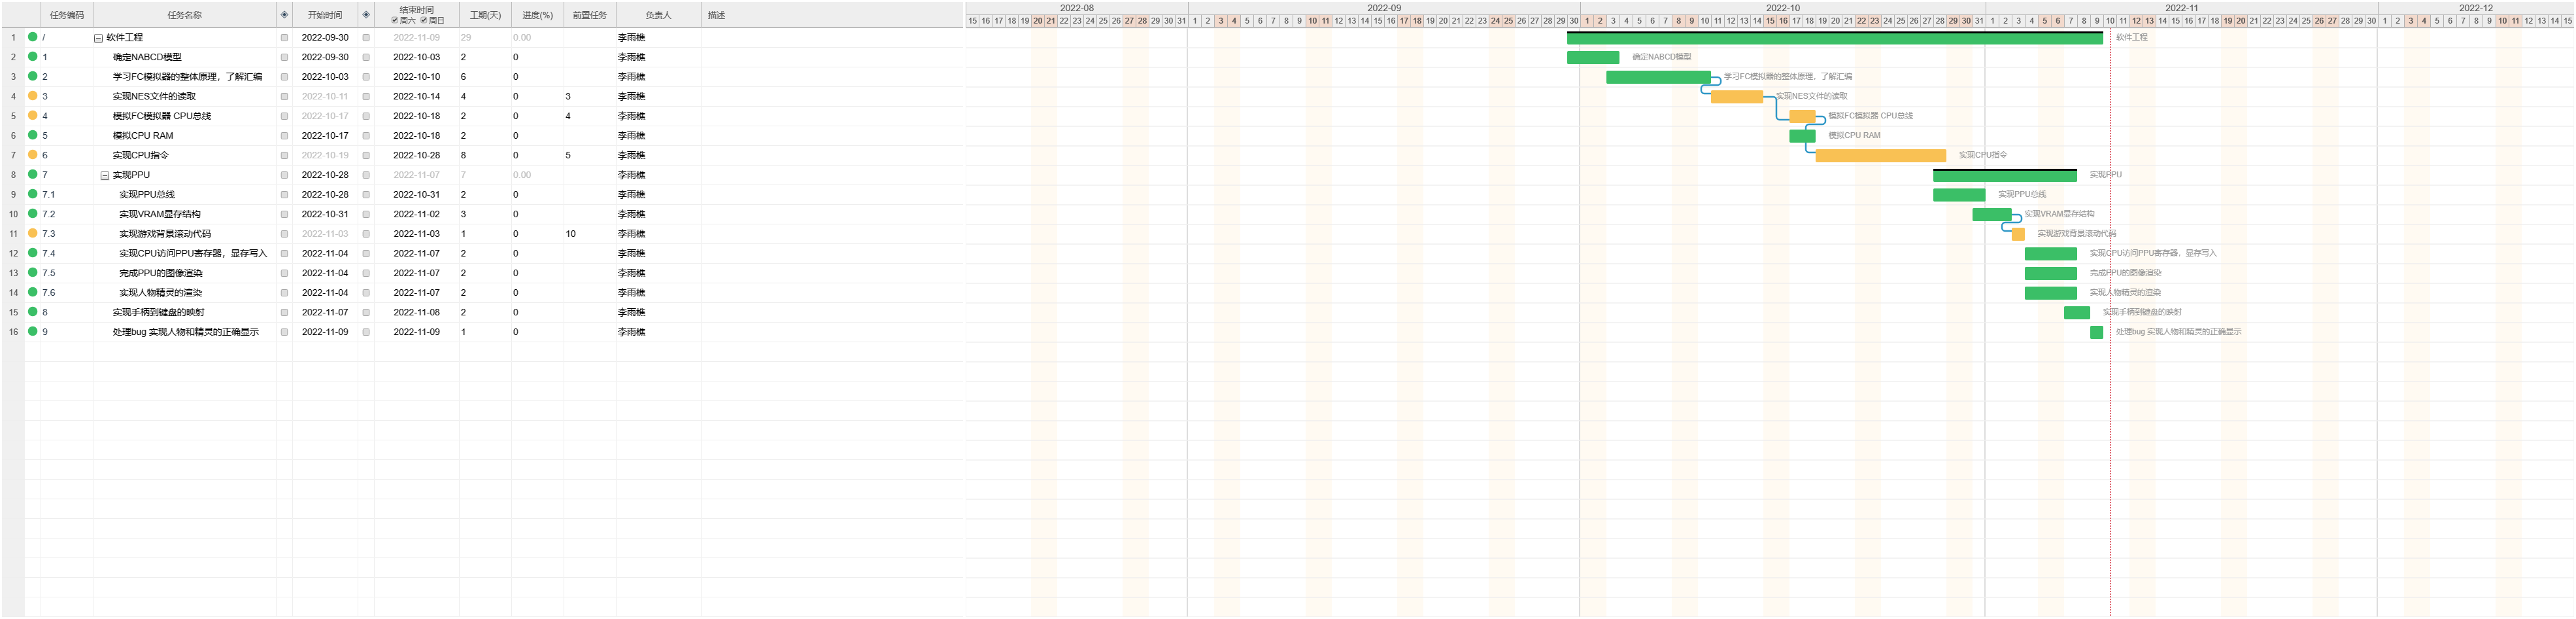 任务编码 任务名称 开始时间 结束时间 工期(天) 进度(%) 前置任务 负责人 描述
周六 周日
2022-08 2022-09 2022-10 2022-11 2022-12
15 16 17 18 19 20 21 22 23 24 25 26 27 28 29 30 31 1 2 3 4 5 6 7 8 9 10 11 12 13 14 15 16 17 18 19 20 21 22 23 24 25 26 27 28 29 30 1 2 3 4 5 6 7 8 9 10 11 12 13 14 15 16 17 18 19 20 21 22 23 24 25 26 27 28 29 30 31 1 2 3 4 5 6 7 8 9 10 11 12 13 14 15 16 17 18 19 20 21 22 23 24 25 26 27 28 29 30 1 2 3 4 5 6 7 8 9 10 11 12 13 14 15
1 / 软件工程 2022-09-30 2022-11-09 29 0.00 李雨樵 软件工程
2 1 确定NABCD模型 2022-09-30 2022-10-03 2 0 李雨樵 确定NABCD模型
3 2 学习FC模拟器的整体原理，了解汇编 2022-10-03 2022-10-10 6 0 李雨樵 学习FC模拟器的整体原理，了解汇编
4 3 实现NES文件的读取 2022-10-11 2022-10-14 4 0 3 李雨樵 实现NES文件的读取
5 4 模拟FC模拟器 CPU总线 2022-10-17 2022-10-18 2 0 4 李雨樵 模拟FC模拟器 CPU总线
6 5 模拟CPU RAM 2022-10-17 2022-10-18 2 0 李雨樵 模拟CPU RAM
7 6 实现CPU指令 2022-10-19 2022-10-28 8 0 5 李雨樵 实现CPU指令
8 7 实现PPU 2022-10-28 2022-11-07 7 0.00 李雨樵 实现PPU
9 7.1 实现PPU总线 2022-10-28 2022-10-31 2 0 李雨樵 实现PPU总线
10 7.2 实现VRAM显存结构 2022-10-31 2022-11-02 3 0 李雨樵 实现VRAM显存结构
11 7.3 实现游戏背景滚动代码 2022-11-03 2022-11-03 1 0 10 李雨樵 实现游戏背景滚动代码
12 7.4 实现CPU访问PPU寄存器，显存写入 2022-11-04 2022-11-07 2 0 李雨樵 实现CPU访问PPU寄存器，显存写入
13 7.5 完成PPU的图像渲染 2022-11-04 2022-11-07 2 0 李雨樵 完成PPU的图像渲染
14 7.6 实现人物精灵的渲染 2022-11-04 2022-11-07 2 0 李雨樵 实现人物精灵的渲染
15 8 实现手柄到键盘的映射 2022-11-07 2022-11-08 2 0 李雨樵 实现手柄到键盘的映射
16 9 处理bug 实现人物和精灵的正确显示 2022-11-09 2022-11-09 1 0 李雨樵 处理bug 实现人物和精灵的正确显示